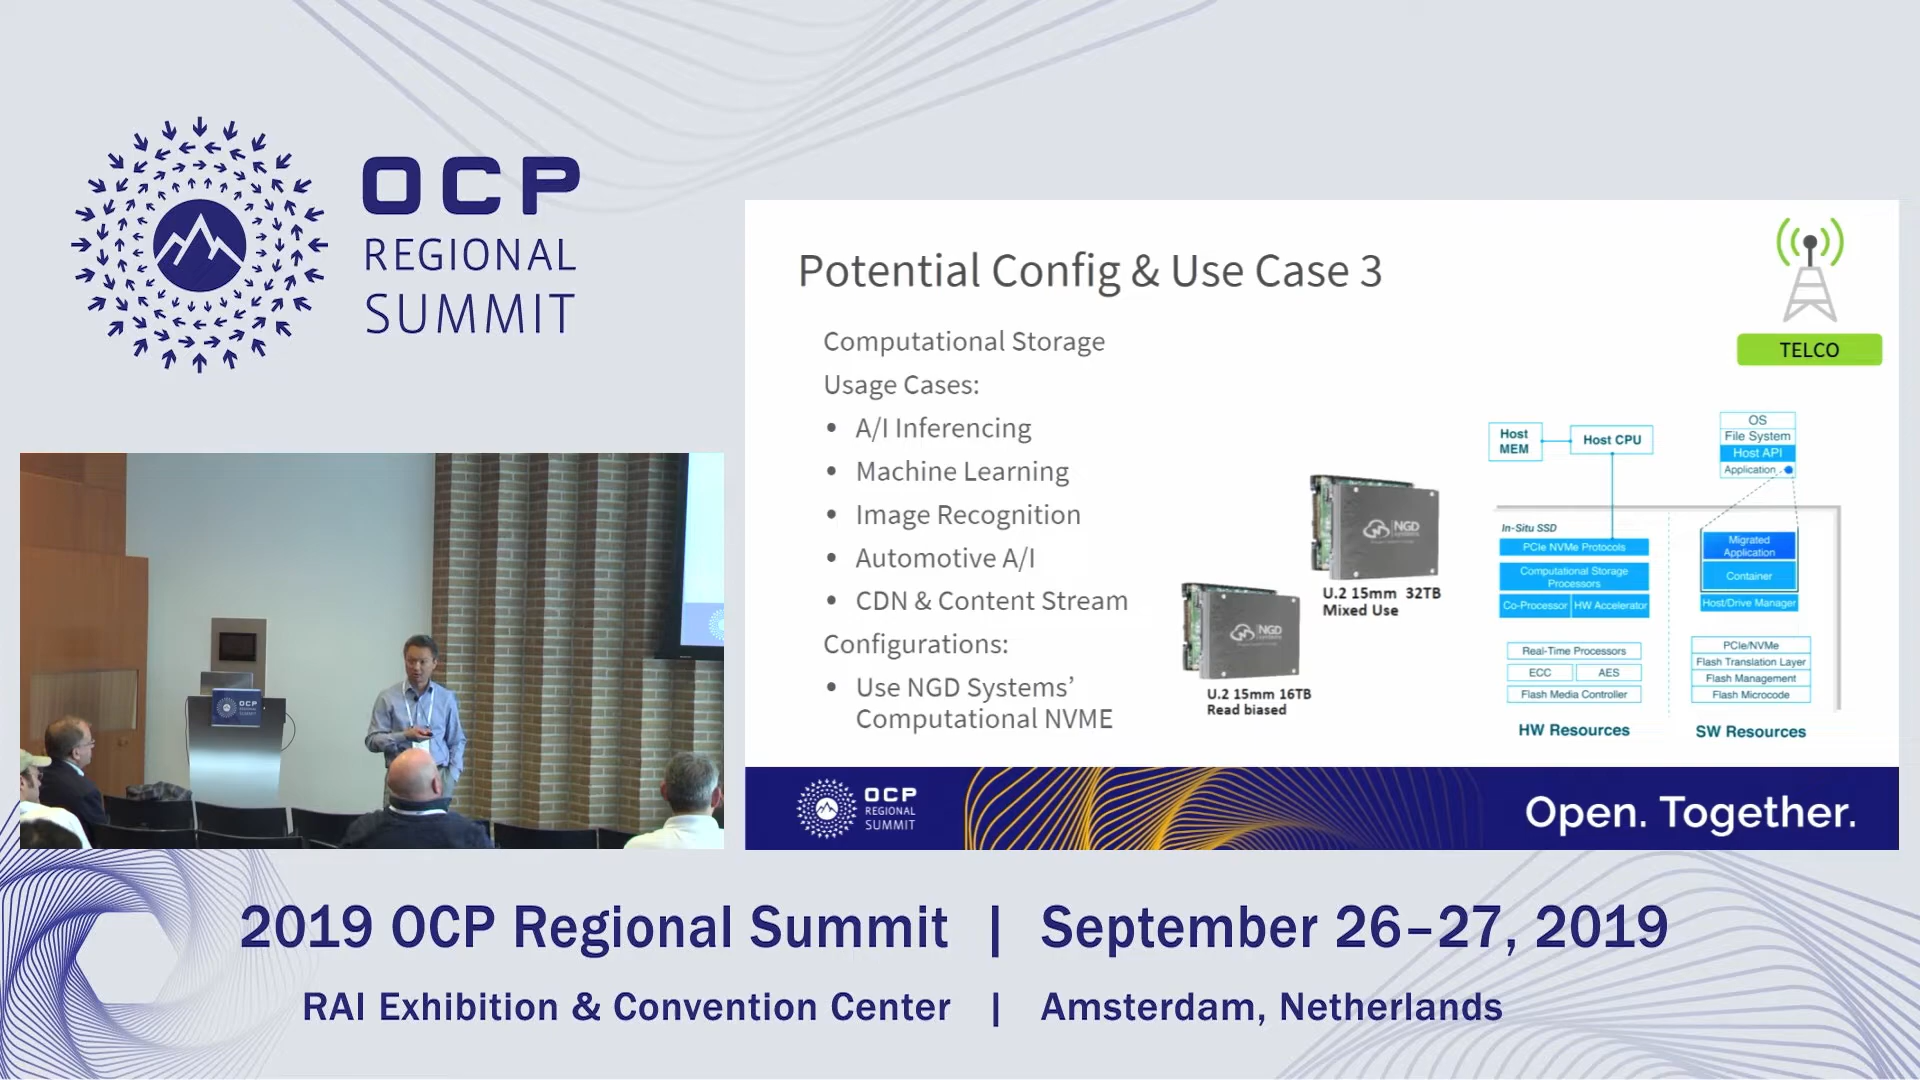 OCP
REGIONAL
SUMMIT
Potential Config & Use Case 3
TELCO
Computational Storage
Usage Cases:
• A/I Inferencing
• Machine Learning
• Image Recognition
• Automotive A/I
• CDN & Content Stream
Configurations:
• Use NGD Systems’
Computational NVME
NGD
systems
U.2 15mm 32TB
Mixed Use
NGD
systems
U.2 15mm 16TB
Read biased
Host
MEM
Host CPU
In-Situ SSD
PCIe NVMe Protocols
Computational Storage
Processors
Co-Processor
HW Accelerator
Real-Time Processors
ECC
AES
Flash Media Controller
HW Resources
OS
File System
Host API
Application
Migrated
Application
Container
Host/Drive Manager
PCIe/NVMe
Flash Translation Layer
Flash Management
Flash Microcode
SW Resources
OCP
REGIONAL
SUMMIT
Open. Together.
OCP
REGIONAL
SUMMIT
2019 OCP Regional Summit | September 26–27, 2019
RAI Exhibition & Convention Center | Amsterdam, Netherlands